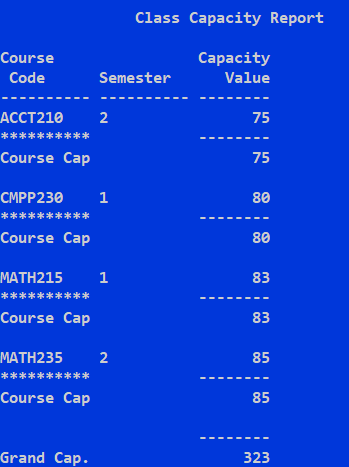 Class Capacity Report

Course                Capacity
 Code      Semester      Value
---------- ---------- --------
ACCT210    2                75
**********            --------
Course Cap                  75

CMPP230    1                80
**********            --------
Course Cap                  80

MATH215    1                83
**********            --------
Course Cap                  83

MATH235    2                85
**********            --------
Course Cap                  85

                      --------
Grand Cap.                 323